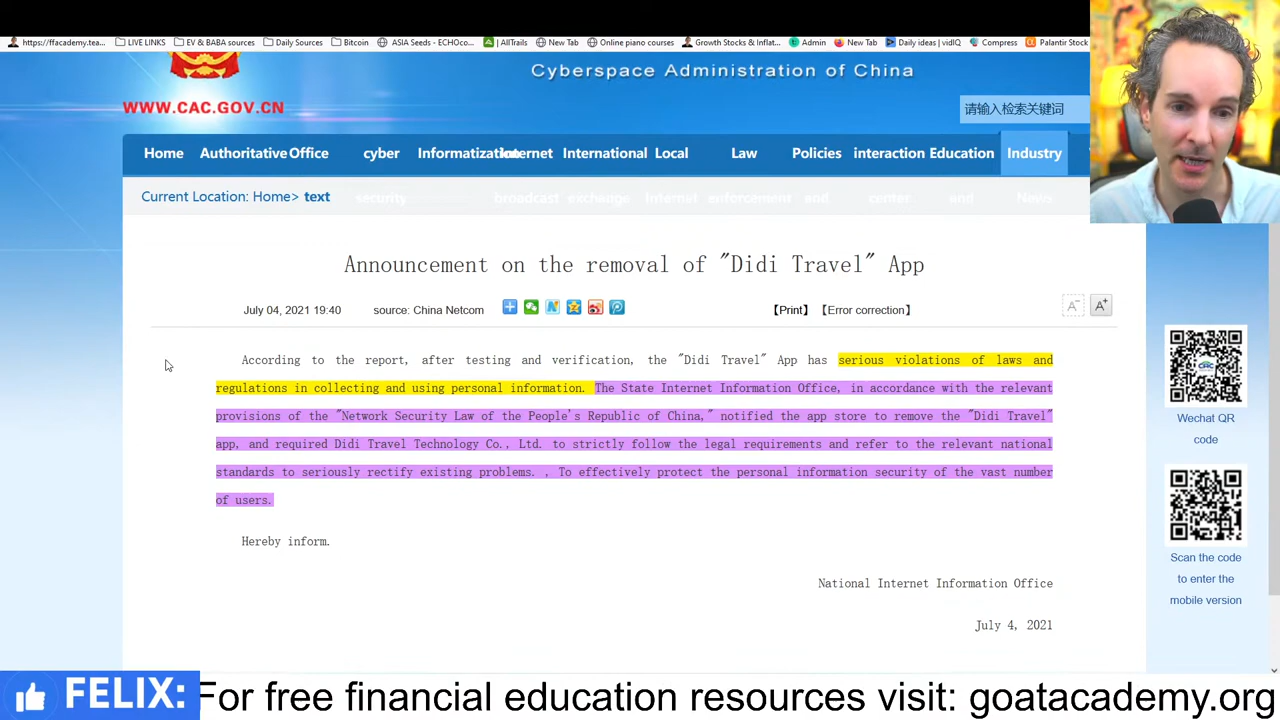 https://ffacademy.tea... LIVE LINKS EV & BABA sources Daily Sources Bitcoin ASIA Seeds - ECHOco... AllTrails New Tab Online piano courses Growth Stocks & Inflat... Admin New Tab Daily ideas | vidIQ Compress Palantir Stock
Cyberspace Administration of China
WWW.CAC.GOV.CN
请输入检索关键词
Home Authoritative Office cyber Informatization Internet International Local Law Policies interaction Education Industry
Current Location: Home> text security broadcast exchange Internet enforcement and center and News
Announcement on the removal of "Didi Travel" App
July 04, 2021 19:40 source: China Netcom 【Print】 【Error correction】 A- A+
According to the report, after testing and verification, the "Didi Travel" App has serious violations of laws and
regulations in collecting and using personal information. The State Internet Information Office, in accordance with the relevant
provisions of the "Network Security Law of the People's Republic of China," notified the app store to remove the "Didi Travel"
app, and required Didi Travel Technology Co., Ltd. to strictly follow the legal requirements and refer to the relevant national
standards to seriously rectify existing problems. , To effectively protect the personal information security of the vast number
of users.
Hereby inform.
National Internet Information Office
July 4, 2021
Wechat QR
code
Scan the code
to enter the
mobile version
FELIX: For free financial education resources visit: goatacademy.org